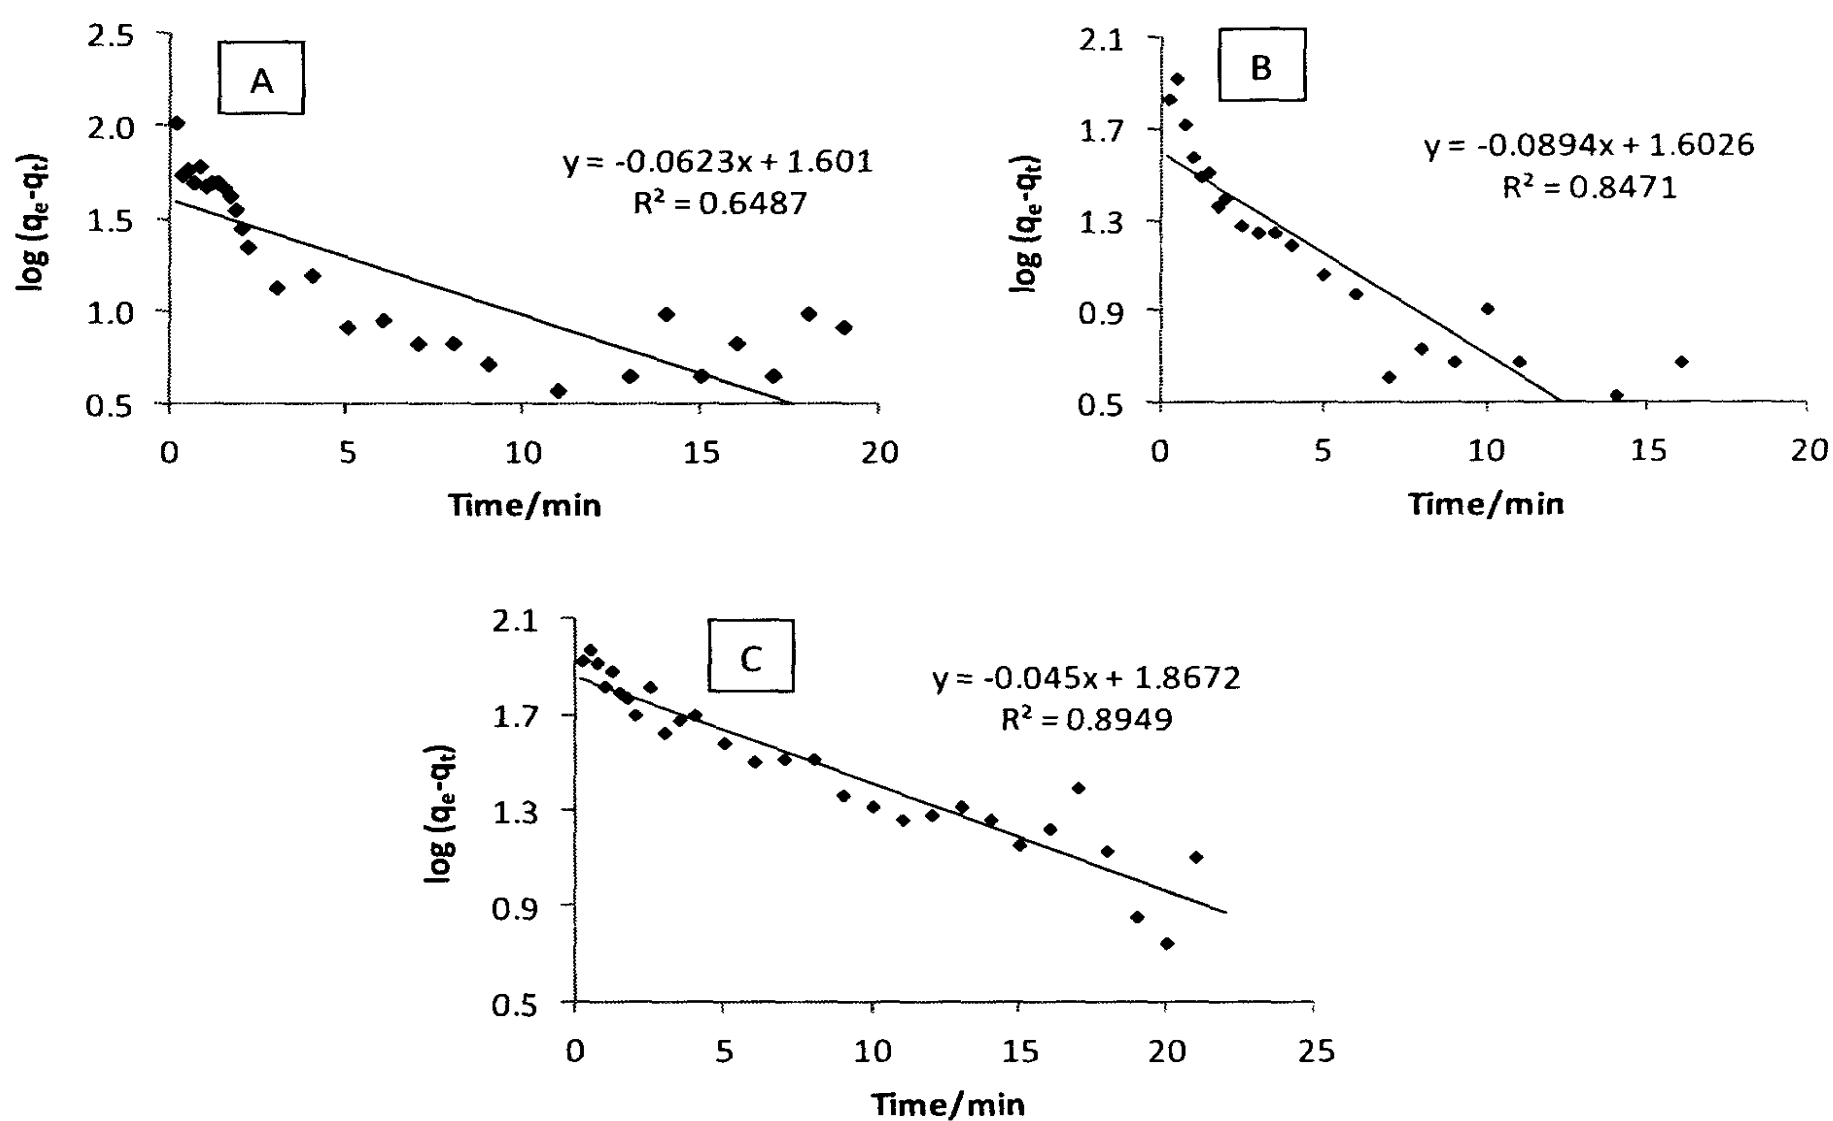 A
y = -0.0623x + 1.601
R² = 0.6487
log (qe-qt)
2.5
2.0
1.5
1.0
0.5
0 5 10 15 20
Time/min
B
y = -0.0894x + 1.6026
R² = 0.8471
log (qe-qt)
2.1
1.7
1.3
0.9
0.5
0 5 10 15 20
Time/min
C
y = -0.045x + 1.8672
R² = 0.8949
log (qe-qt)
2.1
1.7
1.3
0.9
0.5
0 5 10 15 20 25
Time/min